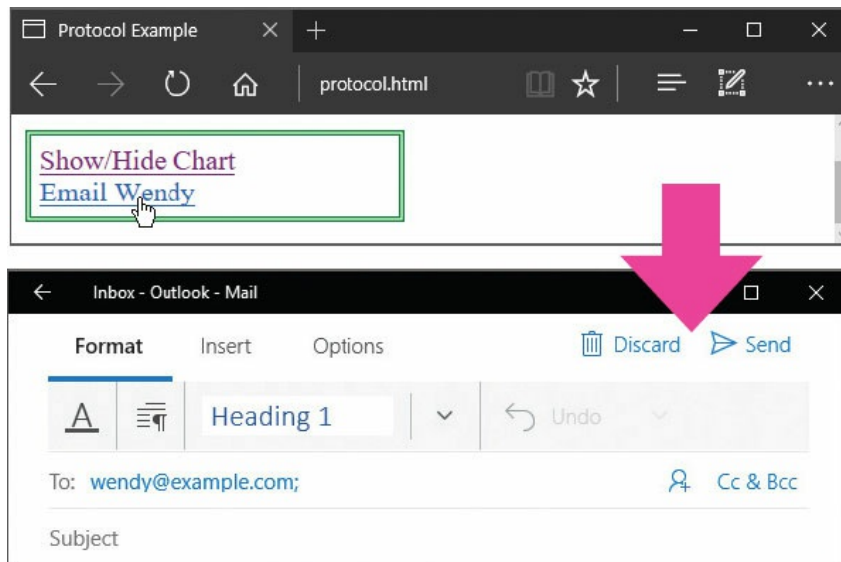 Protocol Example
protocol.html
Show/Hide Chart
Email Wendy
Inbox - Outlook - Mail
Format Insert Options Discard Send
A Heading 1 Undo
To: wendy@example.com; Cc & Bcc
Subject